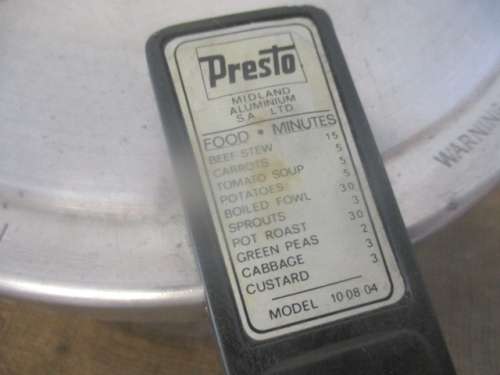 Presto
MIDLAND
ALUMINIUM
S.A. LTD.
FOOD • MINUTES
BEEF STEW 15
CARROTS 5
TOMATO SOUP 5
POTATOES 5
BOILED FOWL 30
SPROUTS 3
POT ROAST 30
GREEN PEAS 2
CABBAGE 3
CUSTARD 3
MODEL 10·08·04
WARNING